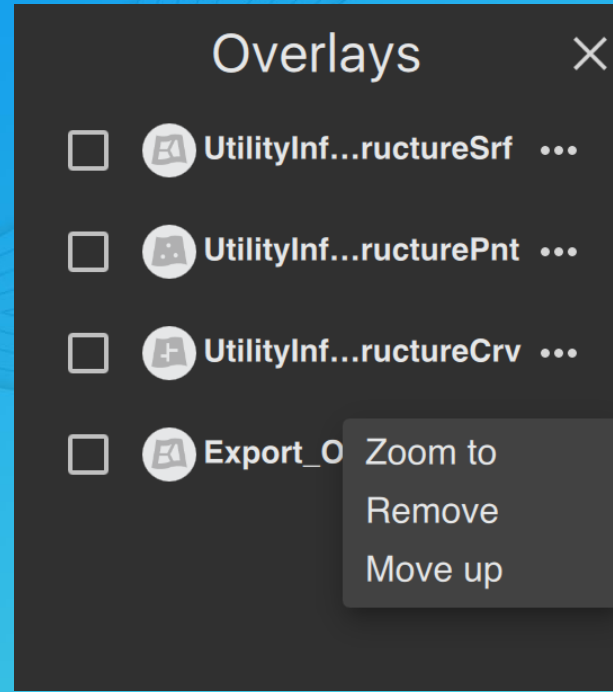 Overlays
UtilityInf...ructureSrf
UtilityInf...ructurePnt
UtilityInf...ructureCrv
Export_O
Zoom to
Remove
Move up